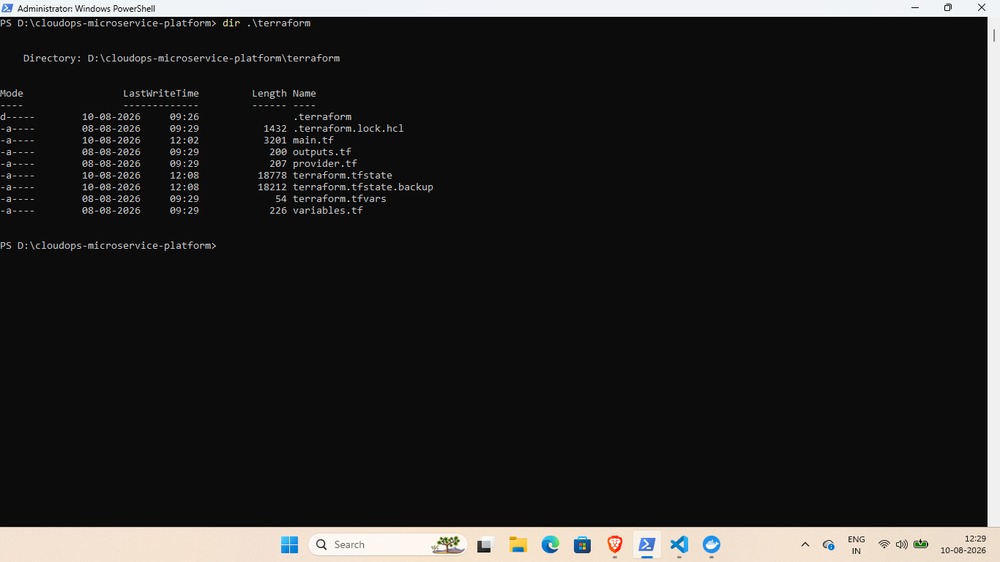 Administrator: Windows PowerShell
PS D:\cloudops-microservice-platform> dir .\terraform
    Directory: D:\cloudops-microservice-platform\terraform
Mode                 LastWriteTime         Length Name
----                 -------------         ------ ----
d-----        10-08-2026     09:26                .terraform
-a----        08-08-2026     09:29           1432 .terraform.lock.hcl
-a----        10-08-2026     12:02           3201 main.tf
-a----        08-08-2026     09:29            200 outputs.tf
-a----        08-08-2026     09:29            207 provider.tf
-a----        10-08-2026     12:08          18778 terraform.tfstate
-a----        10-08-2026     12:08          18212 terraform.tfstate.backup
-a----        08-08-2026     09:29             54 terraform.tfvars
-a----        08-08-2026     09:29            226 variables.tf
PS D:\cloudops-microservice-platform>
Search
ENG
IN
12:29
10-08-2026